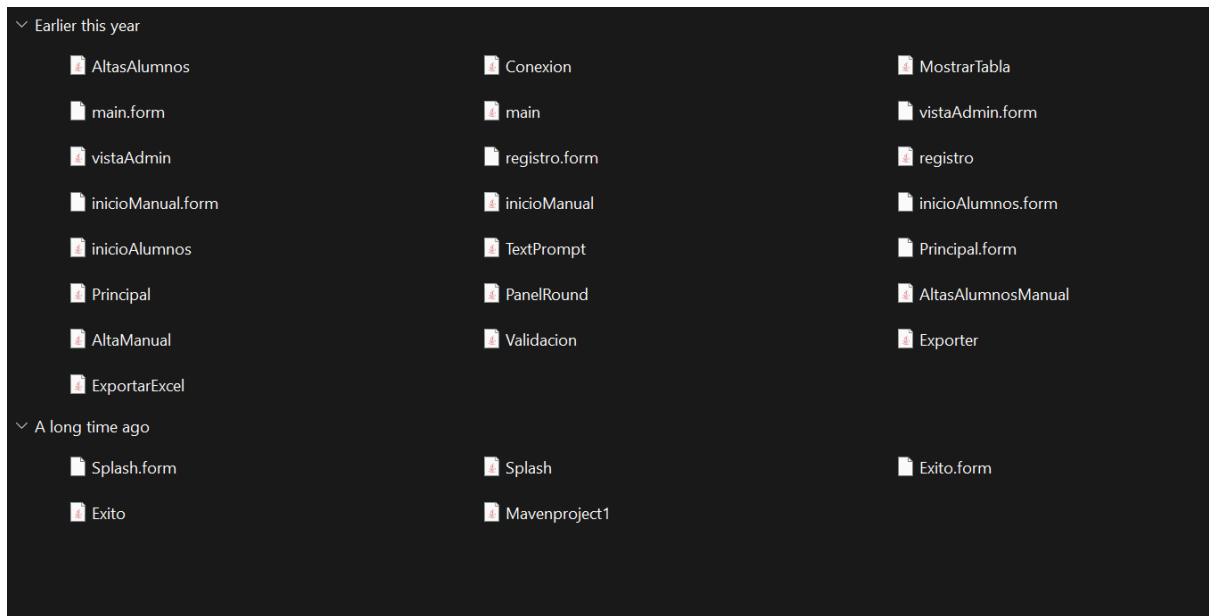 Earlier this year
AltasAlumnos Conexion MostrarTabla
main.form main vistaAdmin.form
vistaAdmin registro.form registro
inicioManual.form inicioManual inicioAlumnos.form
inicioAlumnos TextPrompt Principal.form
Principal PanelRound AltasAlumnosManual
AltaManual Validacion Exporter
ExportarExcel
A long time ago
Splash.form Splash Exito.form
Exito Mavenproject1